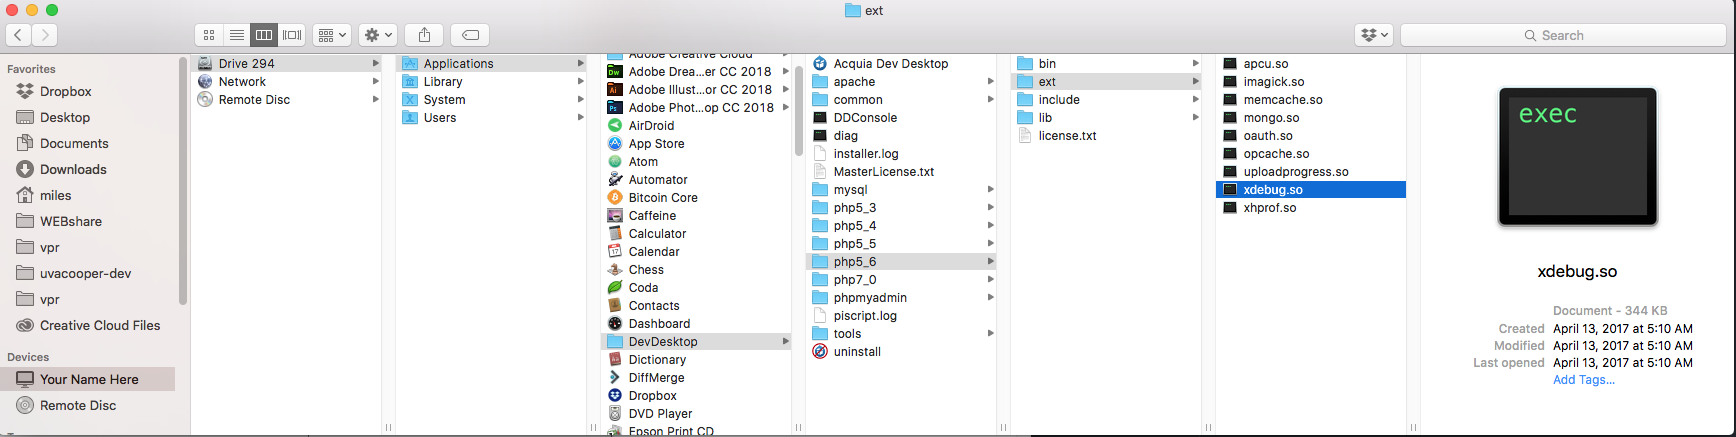 ext
Search
Favorites
Dropbox
Desktop
Documents
Downloads
miles
WEBshare
vpr
uvacooper-dev
vpr
Creative Cloud Files
Devices
Your Name Here
Remote Disc
Drive 294
Network
Remote Disc
Applications
Library
System
Users
Adobe Creative Cloud
Dw Adobe Drea...er CC 2018
Ai Adobe Illust...or CC 2018
Ps Adobe Phot...op CC 2018
AirDroid
App Store
Atom
Automator
Bitcoin Core
Caffeine
Calculator
17 Calendar
Chess
Coda
Contacts
Dashboard
DevDesktop
Dictionary
DiffMerge
Dropbox
DVD Player
Epson Print CD
Acquia Dev Desktop
apache
common
DDConsole
diag
installer.log
MasterLicense.txt
mysql
php5_3
php5_4
php5_5
php5_6
php7_0
phpmyadmin
piscript.log
tools
uninstall
bin
ext
include
lib
license.txt
apcu.so
imagick.so
memcache.so
mongo.so
oauth.so
opcache.so
uploadprogress.so
xdebug.so
xhprof.so
exec
xdebug.so
Document - 344 KB
Created April 13, 2017 at 5:10 AM
Modified April 13, 2017 at 5:10 AM
Last opened April 13, 2017 at 5:10 AM
Add Tags...